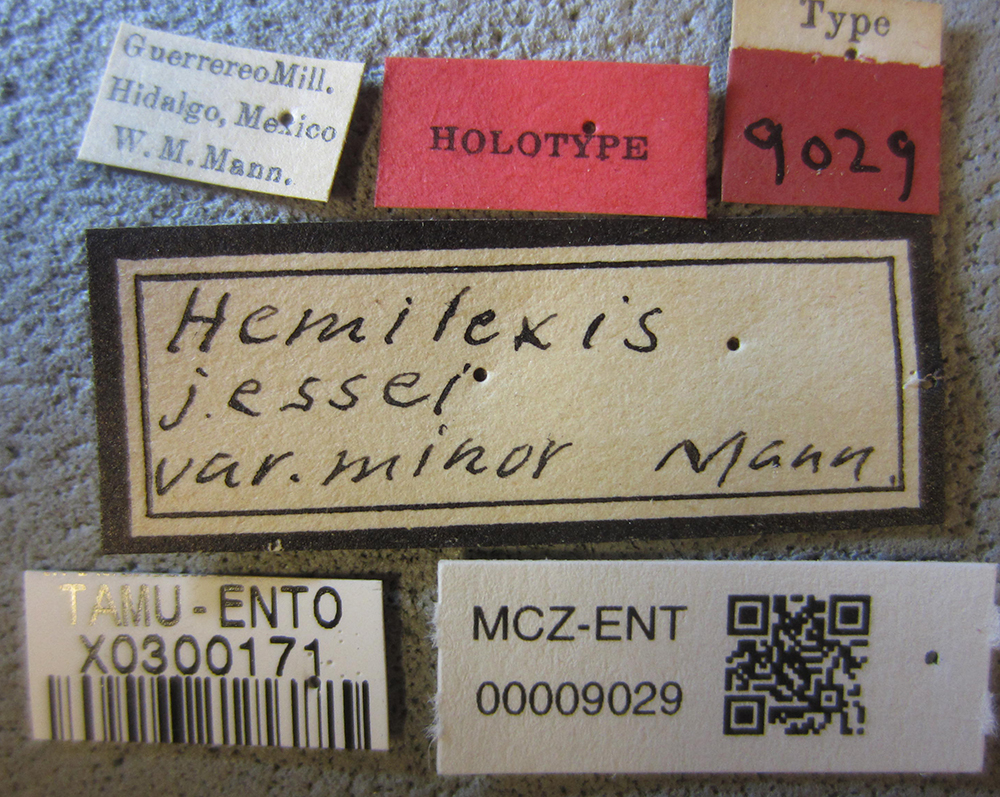 GuerrereoMill.
Hidalgo, Mexico
W. M. Mann.
HOLOTYPE
Type
9029
Hemilexis
jessei
var. minor Mann.
TAMU-ENTO
X0300171
MCZ-ENT
00009029